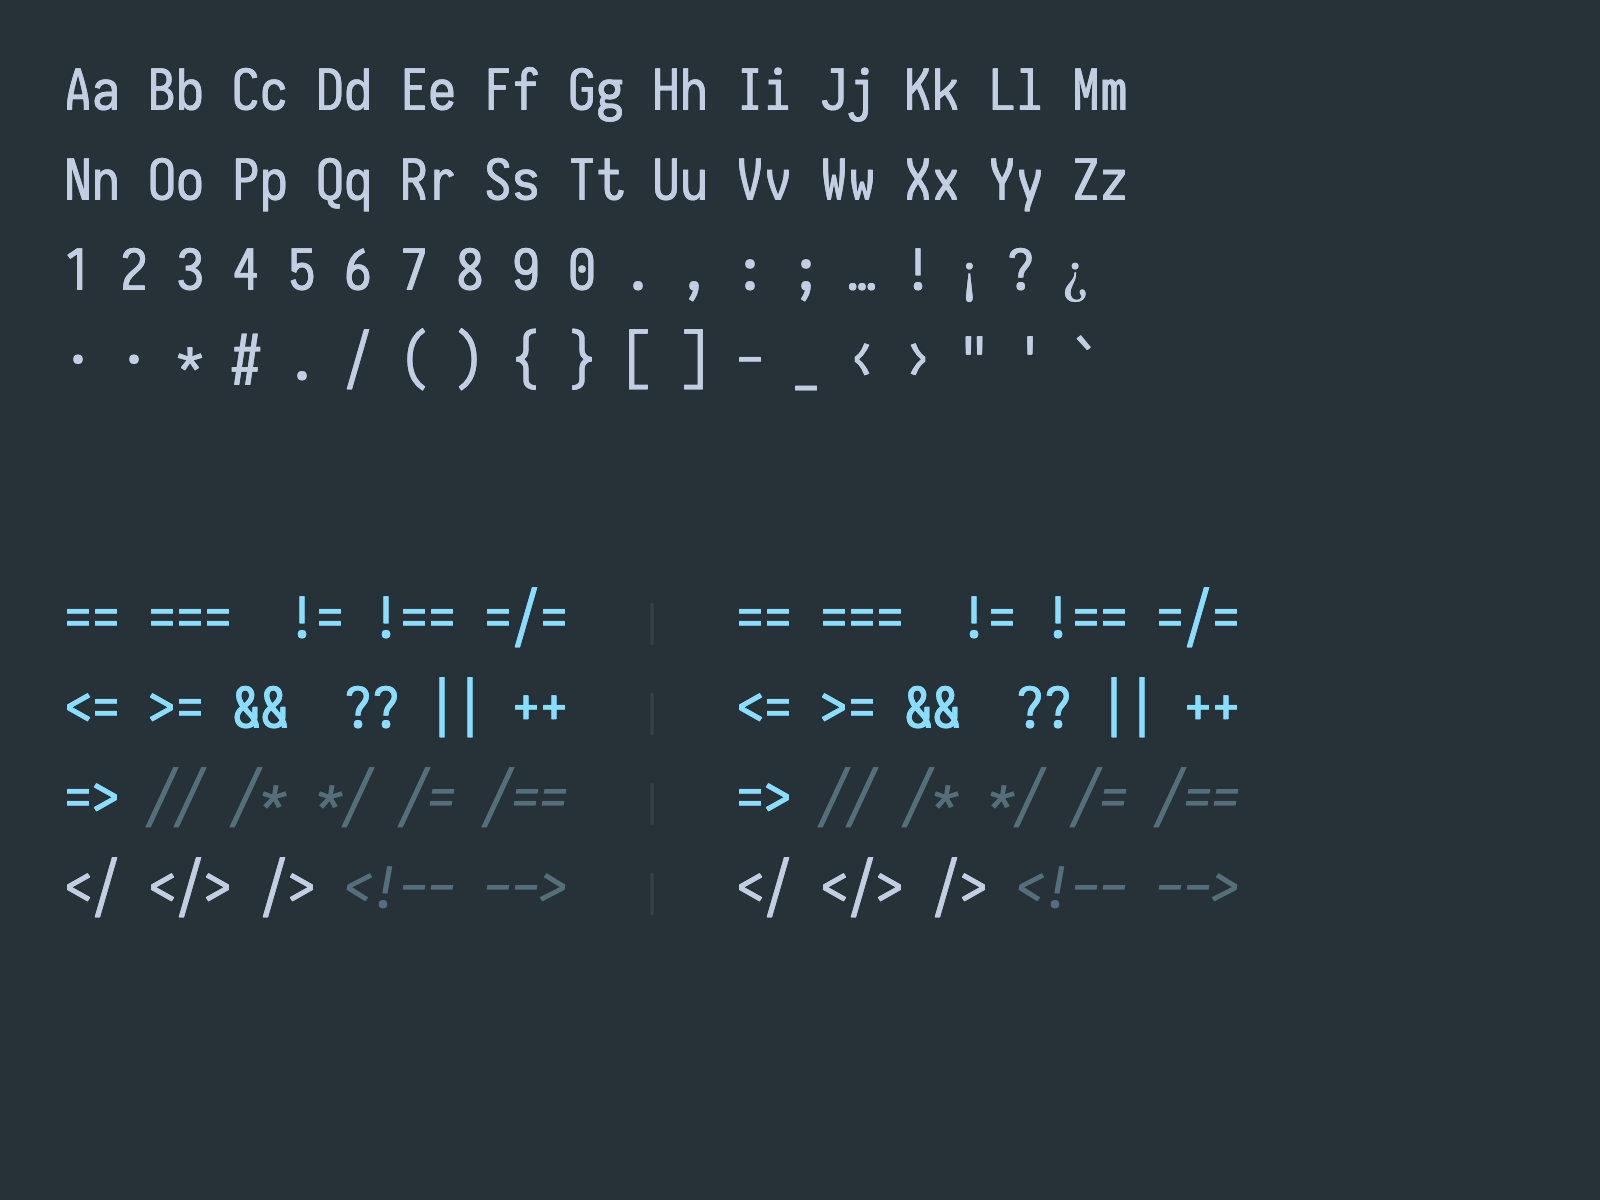 Aa Bb Cc Dd Ee Ff Gg Hh Ii Jj Kk Ll Mm
Nn Oo Pp Qq Rr Ss Tt Uu Vv Ww Xx Yy Zz
1 2 3 4 5 6 7 8 9 0 . , : ; … ! ¡ ? ¿
· · * # . / ( ) { } [ ] - _ ‹ › " ' `
== ===  != !== =/=  |  == ===  != !== =/=
<= >= &&  ?? || ++  |  <= >= &&  ?? || ++
=> // /* */ /= /==  |  => // /* */ /= /==
</ </> /> <!-- -->  |  </ </> /> <!-- -->